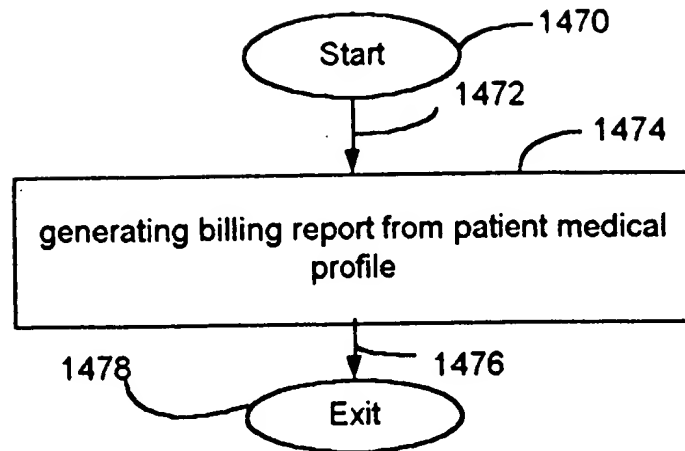 Start
1470
1472
1474
generating billing report from patient medical
profile
1478
1476
Exit